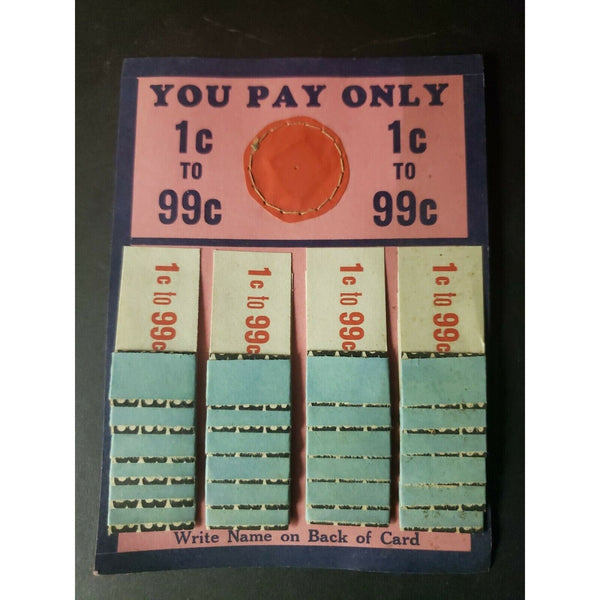 YOU PAY ONLY
1c
TO
99c
1c
TO
99c
1c to 99c
1c to 99c
1c to 99c
1c to 99c
Write Name on Back of Card